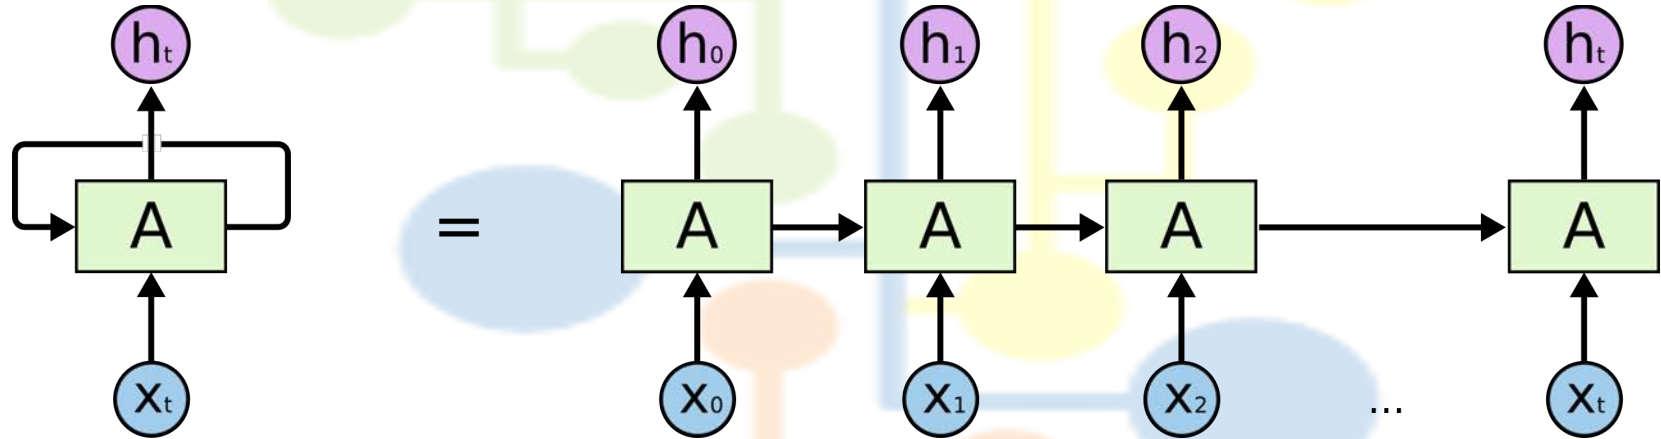 hₜ h₀ h₁ h₂ hₜ
A = A A A A
xₜ x₀ x₁ x₂ ... xₜ